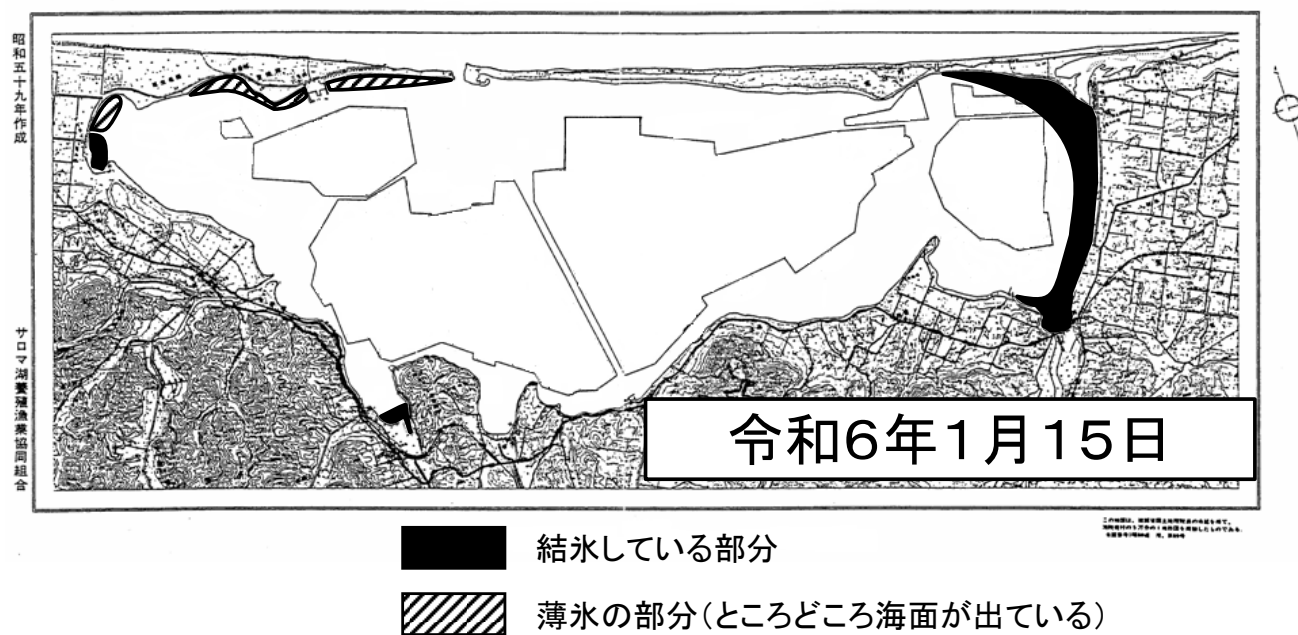 昭和五十九年作成
サロマ湖養殖漁業協同組合
令和6年1月15日
結氷している部分
薄氷の部分(ところどころ海面が出ている)